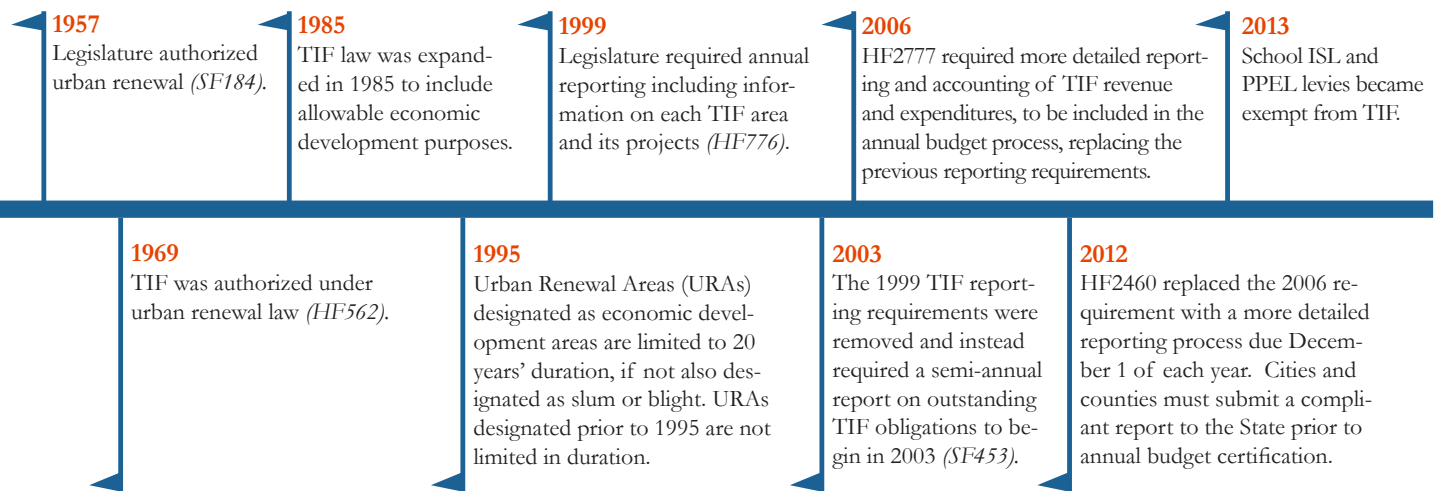 1957
Legislature authorized
urban renewal (SF184).
1985
TIF law was expand-
ed in 1985 to include
allowable economic
development purposes.
1999
Legislature required annual
reporting including infor-
mation on each TIF area
and its projects (HF776).
2006
HF2777 required more detailed report-
ing and accounting of TIF revenue
and expenditures, to be included in the
annual budget process, replacing the
previous reporting requirements.
2013
School ISL and
PPEL levies became
exempt from TIF.
1969
TIF was authorized under
urban renewal law (HF562).
1995
Urban Renewal Areas (URAs)
designated as economic devel-
opment areas are limited to 20
years’ duration, if not also des-
ignated as slum or blight. URAs
designated prior to 1995 are not
limited in duration.
2003
The 1999 TIF report-
ing requirements were
removed and instead
required a semi-annual
report on outstanding
TIF obligations to be-
gin in 2003 (SF453).
2012
HF2460 replaced the 2006 re-
quirement with a more detailed
reporting process due Decem-
ber 1 of each year.  Cities and
counties must submit a compli-
ant report to the State prior to
annual budget certification.